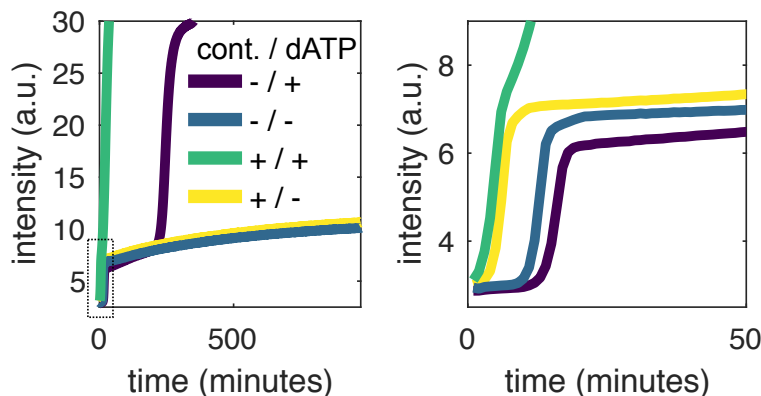 30
25
20
15
10
5
intensity (a.u.)
cont. / dATP
- / +
- / -
+ / +
+ / -
0
500
time (minutes)
8
6
4
intensity (a.u.)
0
50
time (minutes)